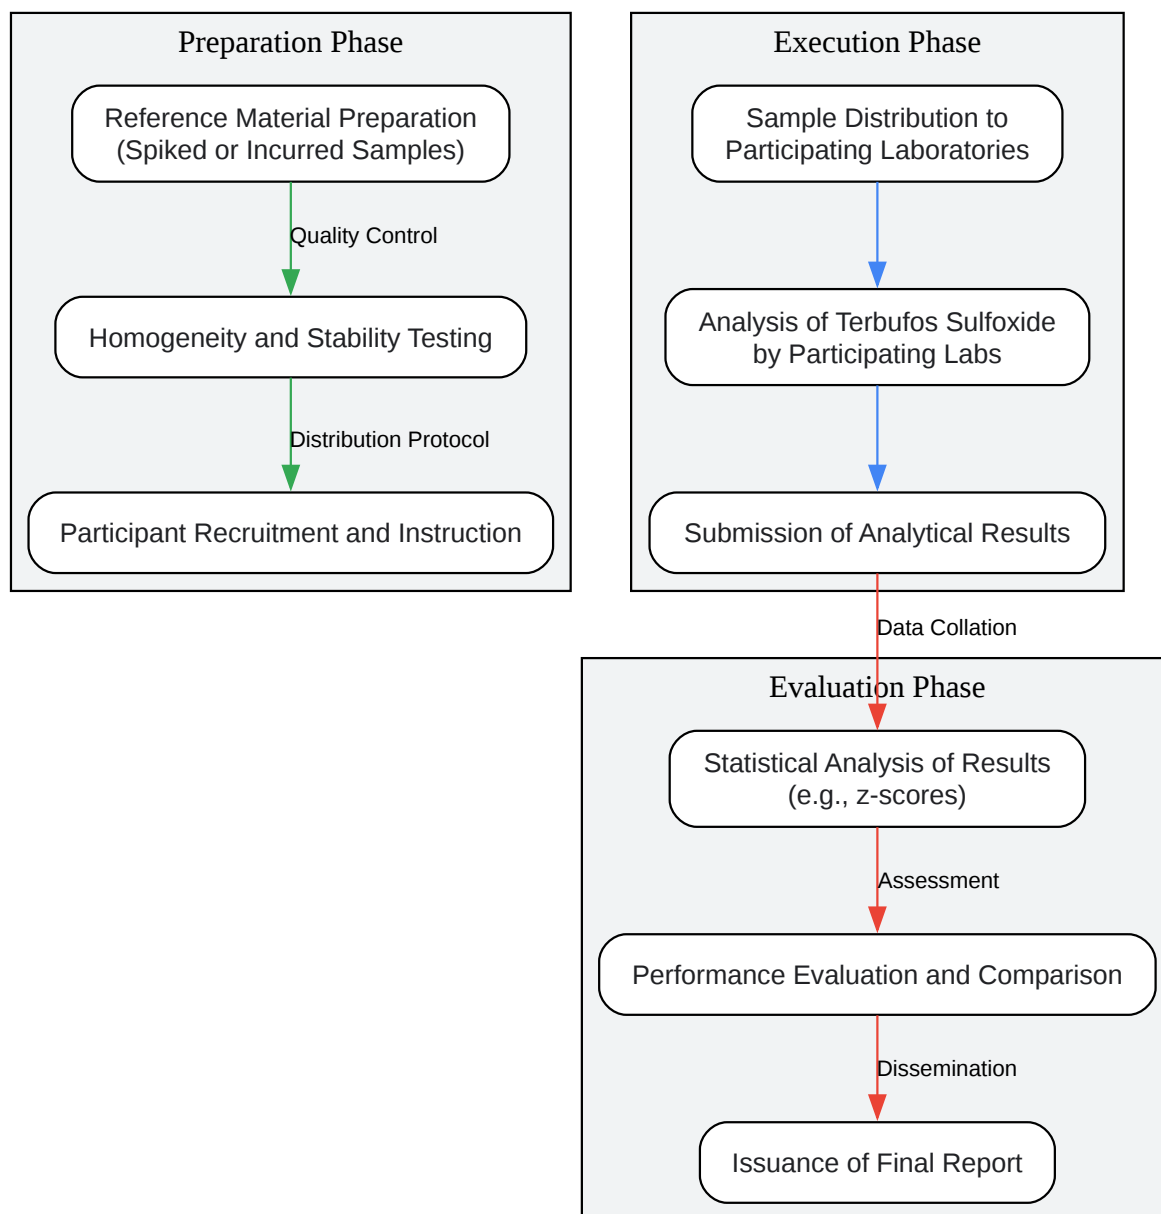 Preparation Phase
Reference Material Preparation
(Spiked or Incurred Samples)
Quality Control
Homogeneity and Stability Testing
Distribution Protocol
Participant Recruitment and Instruction
Execution Phase
Sample Distribution to
Participating Laboratories
Analysis of Terbufos Sulfoxide
by Participating Labs
Submission of Analytical Results
Data Collation
Evaluation Phase
Statistical Analysis of Results
(e.g., z-scores)
Assessment
Performance Evaluation and Comparison
Dissemination
Issuance of Final Report